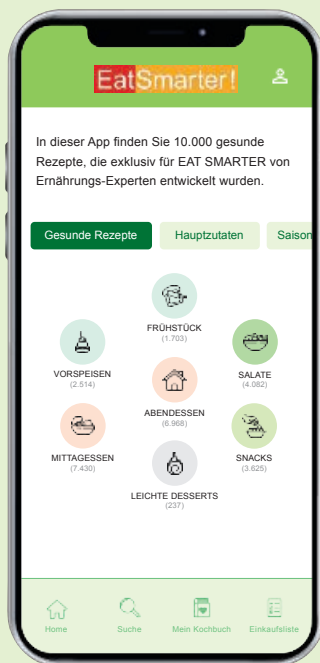 EatSmarter!
In dieser App finden Sie 10.000 gesunde
Rezepte, die exklusiv für EAT SMARTER von
Ernährungs-Experten entwickelt wurden.
Gesunde Rezepte
Hauptzutaten
Saison
FRÜHSTÜCK
(1.703)
VORSPEISEN
(2.514)
SALATE
(4.082)
ABENDESSEN
(6.968)
MITTAGESSEN
(7.430)
SNACKS
(3.625)
LEICHTE DESSERTS
(237)
Home
Suche
Mein Kochbuch
Einkaufsliste